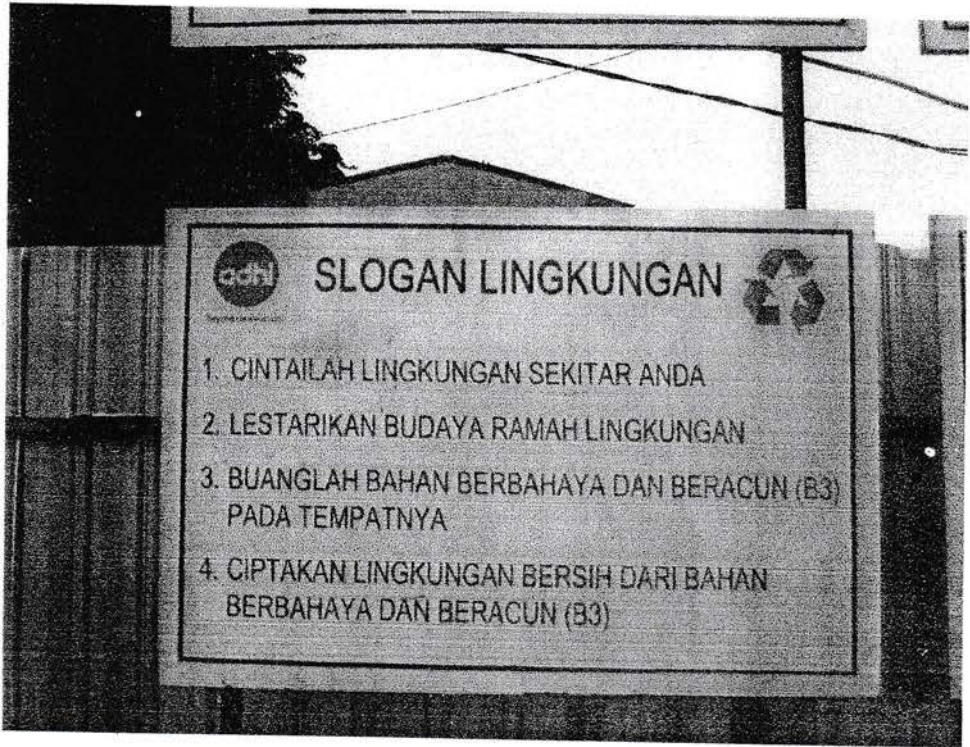 adhi
SLOGAN LINGKUNGAN
1. CINTAILAH LINGKUNGAN SEKITAR ANDA
2. LESTARIKAN BUDAYA RAMAH LINGKUNGAN
3. BUANGLAH BAHAN BERBAHAYA DAN BERACUN (B3)
PADA TEMPATNYA
4. CIPTAKAN LINGKUNGAN BERSIH DARI BAHAN
BERBAHAYA DAN BERACUN (B3)